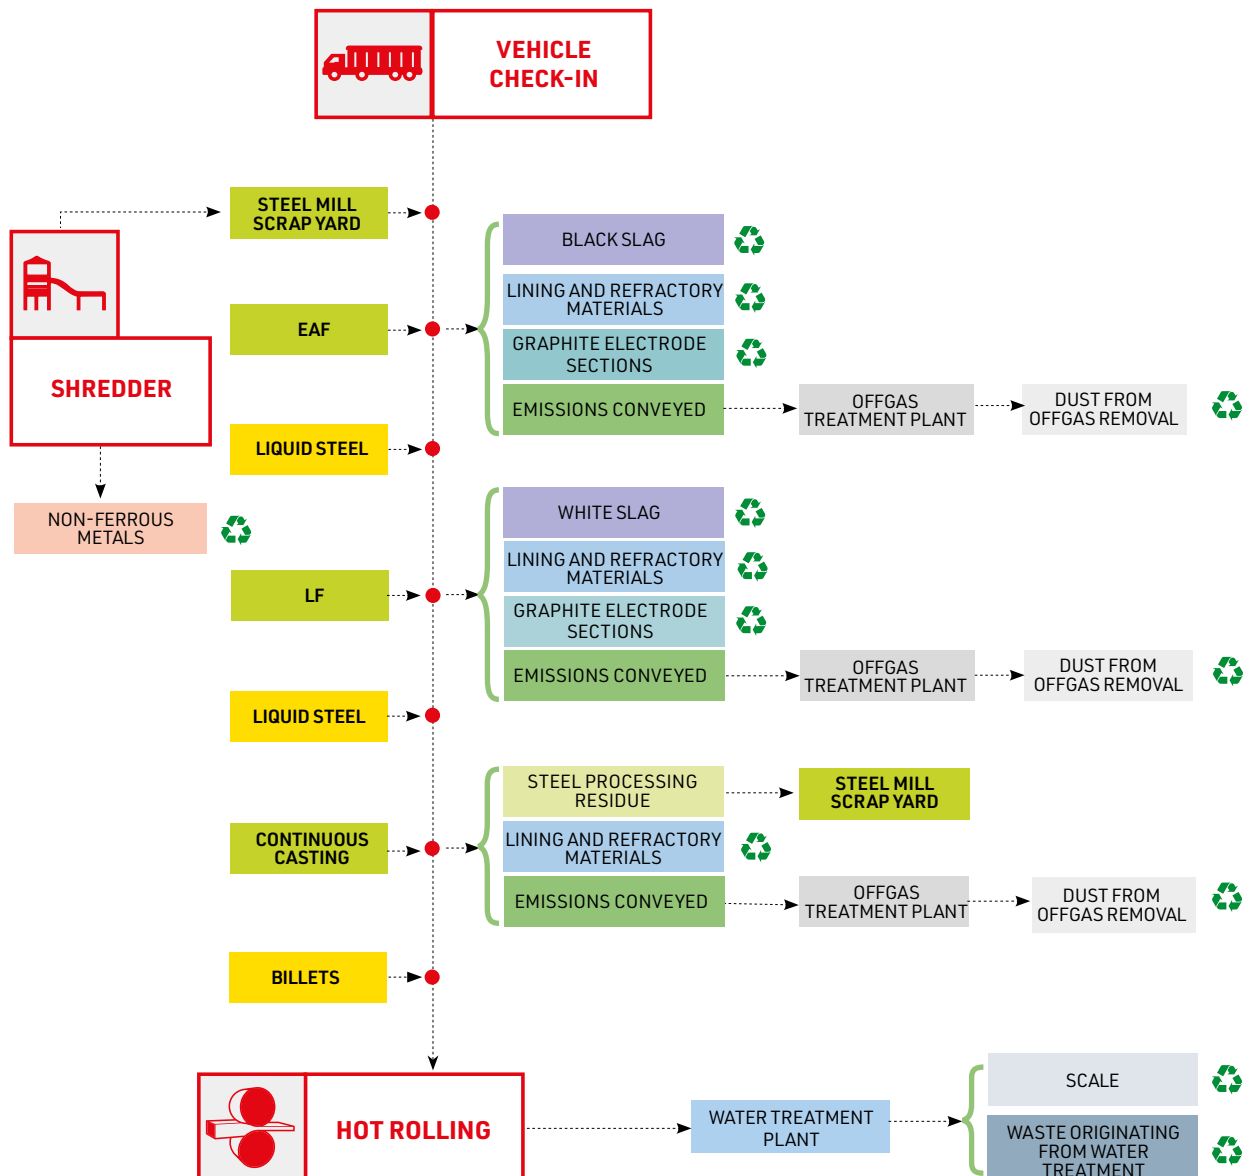 VEHICLE
CHECK-IN
STEEL MILL
SCRAP YARD
BLACK SLAG
LINING AND REFRACTORY
MATERIALS
EAF
GRAPHITE ELECTRODE
SECTIONS
SHREDDER
EMISSIONS CONVEYED
OFFGAS
TREATMENT PLANT
DUST FROM
OFFGAS REMOVAL
LIQUID STEEL
NON-FERROUS
METALS
WHITE SLAG
LINING AND REFRACTORY
MATERIALS
LF
GRAPHITE ELECTRODE
SECTIONS
EMISSIONS CONVEYED
OFFGAS
TREATMENT PLANT
DUST FROM
OFFGAS REMOVAL
LIQUID STEEL
STEEL PROCESSING
RESIDUE
STEEL MILL
SCRAP YARD
CONTINUOUS
CASTING
LINING AND REFRACTORY
MATERIALS
EMISSIONS CONVEYED
OFFGAS
TREATMENT PLANT
DUST FROM
OFFGAS REMOVAL
BILLETS
HOT ROLLING
WATER TREATMENT
PLANT
SCALE
WASTE ORIGINATING
FROM WATER
TREATMENT